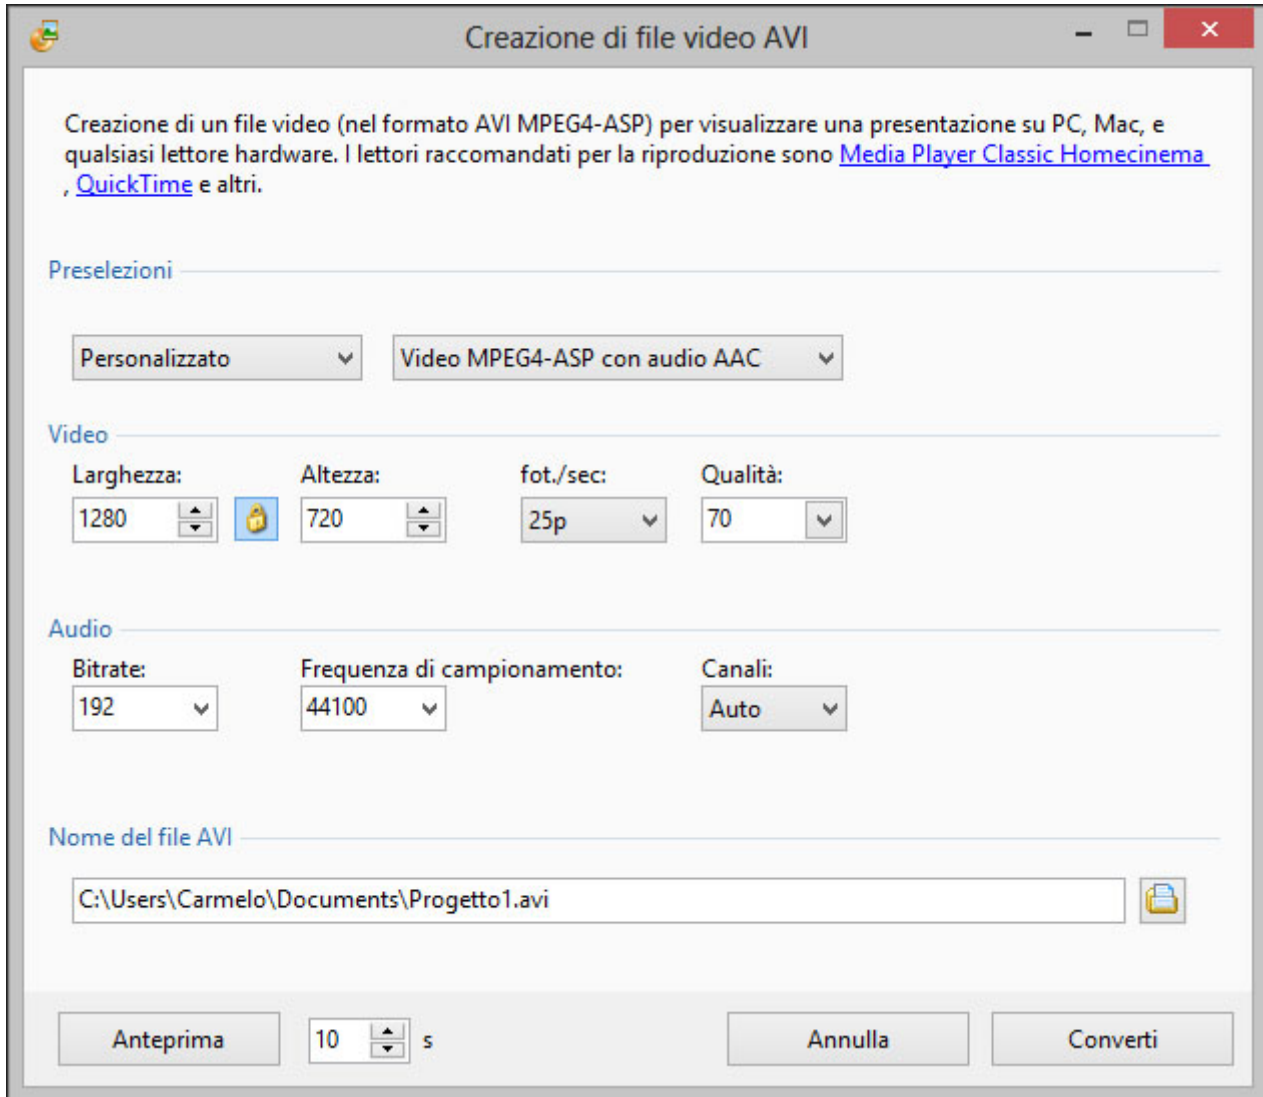 Creazione di file video AVI
Creazione di un file video (nel formato AVI MPEG4-ASP) per visualizzare una presentazione su PC, Mac, e
qualsiasi lettore hardware. I lettori raccomandati per la riproduzione sono Media Player Classic Homecinema
, QuickTime e altri.
Preselezioni
Personalizzato Video MPEG4-ASP con audio AAC
Video
Larghezza: Altezza: fot./sec: Qualità:
1280 720 25p 70
Audio
Bitrate: Frequenza di campionamento: Canali:
192 44100 Auto
Nome del file AVI
C:\Users\Carmelo\Documents\Progetto1.avi
Anteprima 10 s Annulla Converti